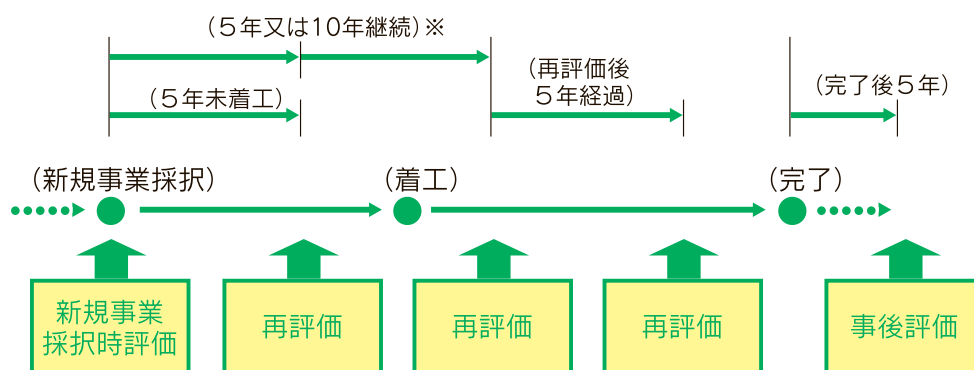 （５年又は10年継続）※
（５年未着工）
（再評価後
５年経過）
（完了後５年）
（新規事業採択）
（着工）
（完了）
新規事業
採択時評価
再評価
再評価
再評価
事後評価